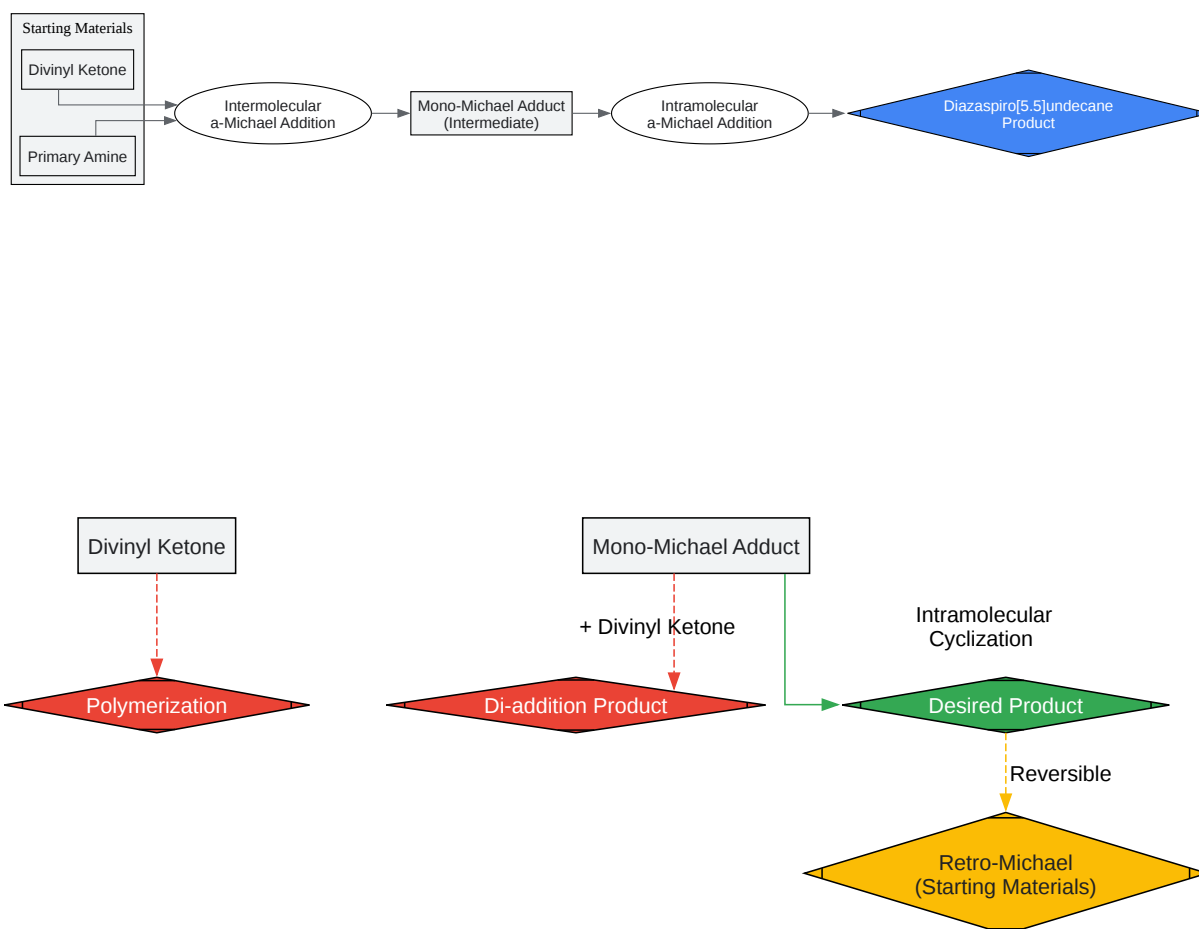 Starting Materials
Divinyl Ketone
Primary Amine
Intermolecular
a-Michael Addition
Mono-Michael Adduct
(Intermediate)
Intramolecular
a-Michael Addition
Diazaspiro[5.5]undecane
Product
Divinyl Ketone
Mono-Michael Adduct
+ Divinyl Ketone
Intramolecular
Cyclization
Polymerization
Di-addition Product
Desired Product
Reversible
Retro-Michael
(Starting Materials)